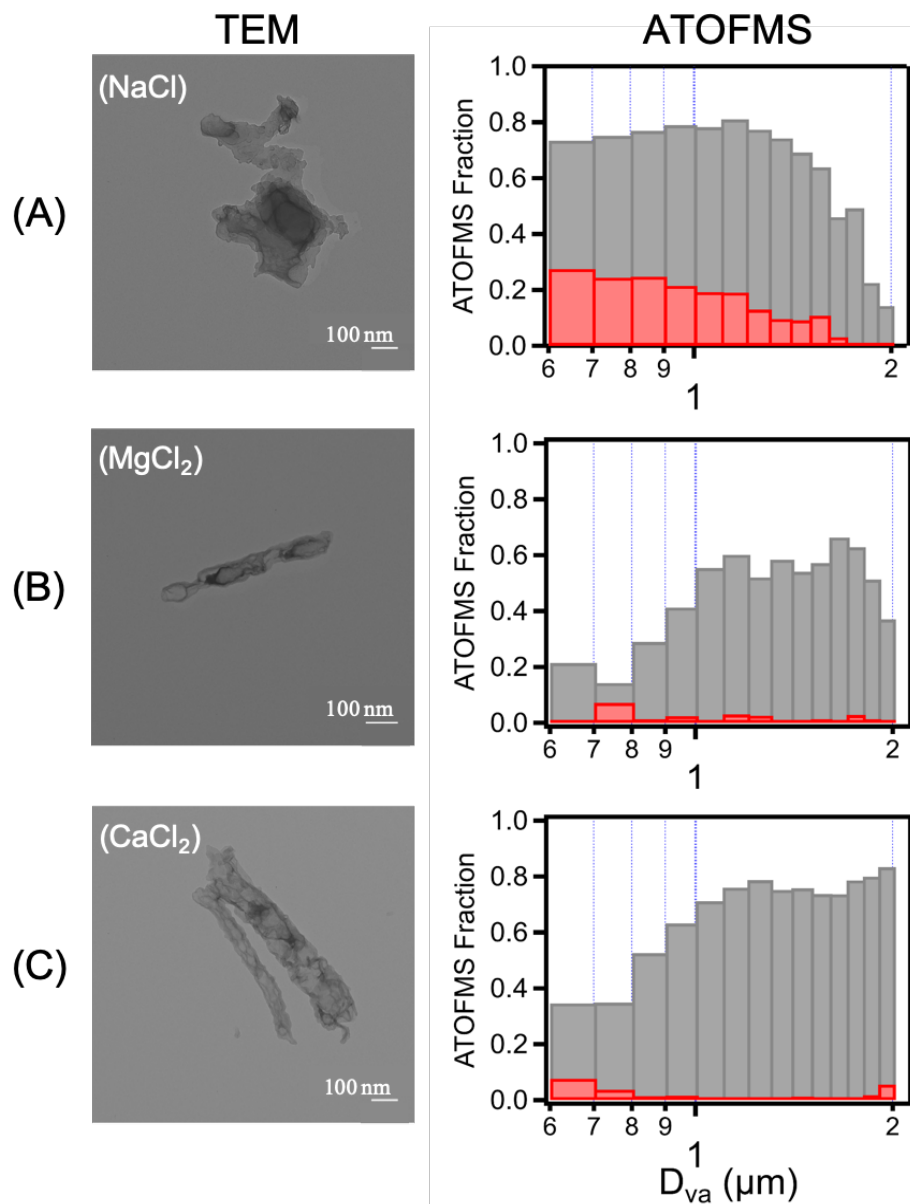 TEM
ATOFMS
(A)
(NaCl)
100 nm
ATOFMS Fraction
1.0
0.8
0.6
0.4
0.2
0.0
6 7 8 9 2
1
(B)
(MgCl₂)
100 nm
ATOFMS Fraction
1.0
0.8
0.6
0.4
0.2
0.0
6 7 8 9 2
1
(C)
(CaCl₂)
100 nm
ATOFMS Fraction
1.0
0.8
0.6
0.4
0.2
0.0
6 7 8 9 2
1
Dva (µm)